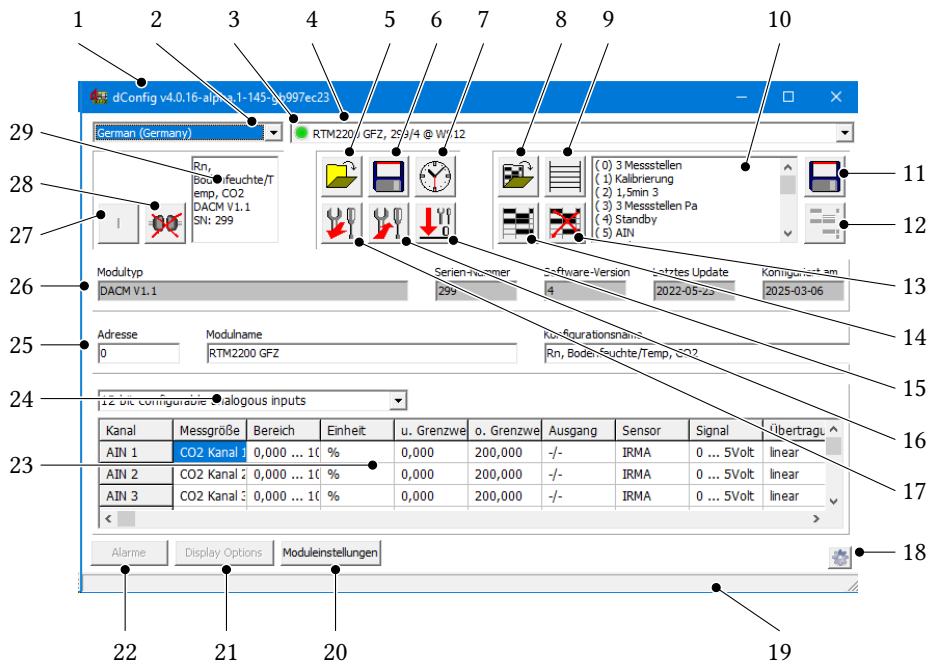 1 2 3 4 5 6 7 8 9 10
dConfig v4.0.16-alpha.1-145-gb997ec23
29 German (Germany) RTM2200 GFZ, 299/4 @ WS12
Rn,
Bodenfeuchte/T
emp, CO2
DACM V1.1
SN: 299
( 0) 3 Messstellen
( 1) Kalibrierung
( 2) 1,5min 3
( 3) 3 Messstellen Pa
( 4) Standby
( 5) AIN
11
28
27 I 12
Modultyp Serien-Nummer Software-Version Letztes Update Konfiguriert am
26 DACM V1.1 299 4 2022-05-23 2025-03-06 13
Adresse Modulname Konfigurationsname 14
25 0 RTM2200 GFZ Rn, Bodenfeuchte/Temp, CO2
15
24 12 bit configurable analogous inputs
Kanal Messgröße Bereich Einheit u. Grenzwe o. Grenzwe Ausgang Sensor Signal Übertragu 16
AIN 1 CO2 Kanal 1 0,000 ... 10 % 0,000 200,000 -/- IRMA 0 ... 5Volt linear
23 AIN 2 CO2 Kanal 2 0,000 ... 10 % 0,000 200,000 -/- IRMA 0 ... 5Volt linear
AIN 3 CO2 Kanal 3 0,000 ... 10 % 0,000 200,000 -/- IRMA 0 ... 5Volt linear 17
Alarme Display Options Moduleinstellungen 18
22 21 20 19